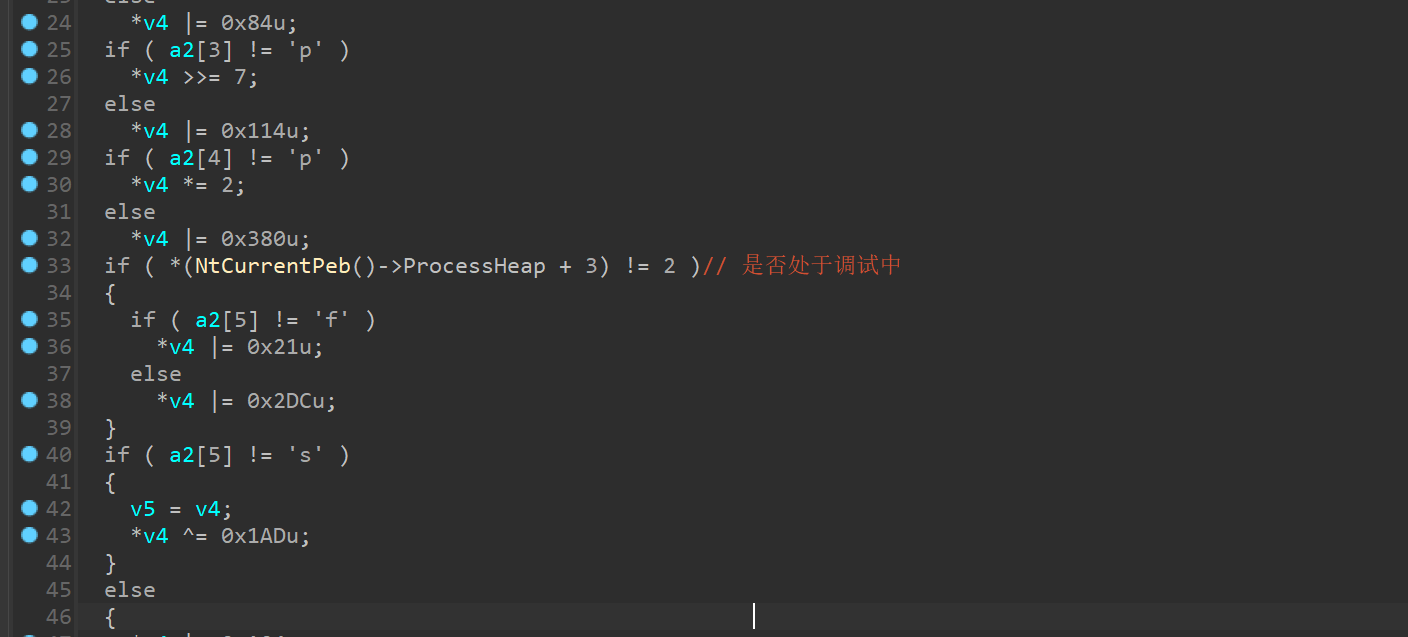 24 *v4 |= 0x84u;
25 if ( a2[3] != 'p' )
26 *v4 >>= 7;
27 else
28 *v4 |= 0x114u;
29 if ( a2[4] != 'p' )
30 *v4 *= 2;
31 else
32 *v4 |= 0x380u;
33 if ( *(NtCurrentPeb()->ProcessHeap + 3) != 2 )// 是否处于调试中
34 {
35 if ( a2[5] != 'f' )
36 *v4 |= 0x21u;
37 else
38 *v4 |= 0x2DCu;
39 }
40 if ( a2[5] != 's' )
41 {
42 v5 = v4;
43 *v4 ^= 0x1ADu;
44 }
45 else
46 {